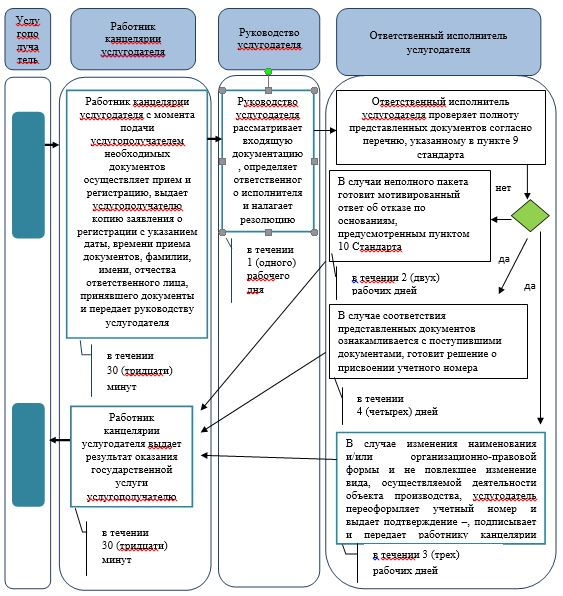 Услу
гопо
луча
тель
Работник
канцелярии
услугодателя
Руководство
услугодателя
Ответственный исполнитель
услугодателя
Работник канцелярии
услугодателя с момента
подачи
услугополучателем
необходимых
документов
осуществляет прием и
регистрацию, выдает
услугополучателю
копию заявления о
регистрации с указанием
даты, времени приема
документов, фамилии,
имени, отчества
ответственного лица,
принявшего документы
и передает руководству
услугодателя
в течении
30 (тридцати)
минут
Руководство
услугодателя
рассматривает
входящую
документацию
, определяет
ответственног
о исполнителя
и налагает
резолюцию
в течении
1 (одного)
рабочего
дня
Ответственный исполнитель
услугодателя проверяет полноту
представленных документов согласно
перечню, указанному в пункте 9
стандарта
нет
В случаи неполного пакета
готовит мотивированный
ответ об отказе по
основаниям,
предусмотренным пунктом
10 Стандарта
в течении 2 (двух)
рабочих дней
да
да
В случае соответствия
представленных документов
ознакамливается с поступившими
документами, готовит решение о
присвоении учетного номера
в течении
4 (четырех) дней
Работник
канцелярии
услугодателя выдает
результат оказания
государственной
услуги
услугополучателю
в течении
30 (тридцати)
минут
В случае изменения наименования
и/или организационно-правовой
формы и не повлекшее изменение
вида, осуществляемой деятельности
объекта производства, услугодатель
переоформляет учетный номер и
выдает подтверждение –, подписывает
и передает работнику канцелярии
в течении 3 (трех)
рабочих дней